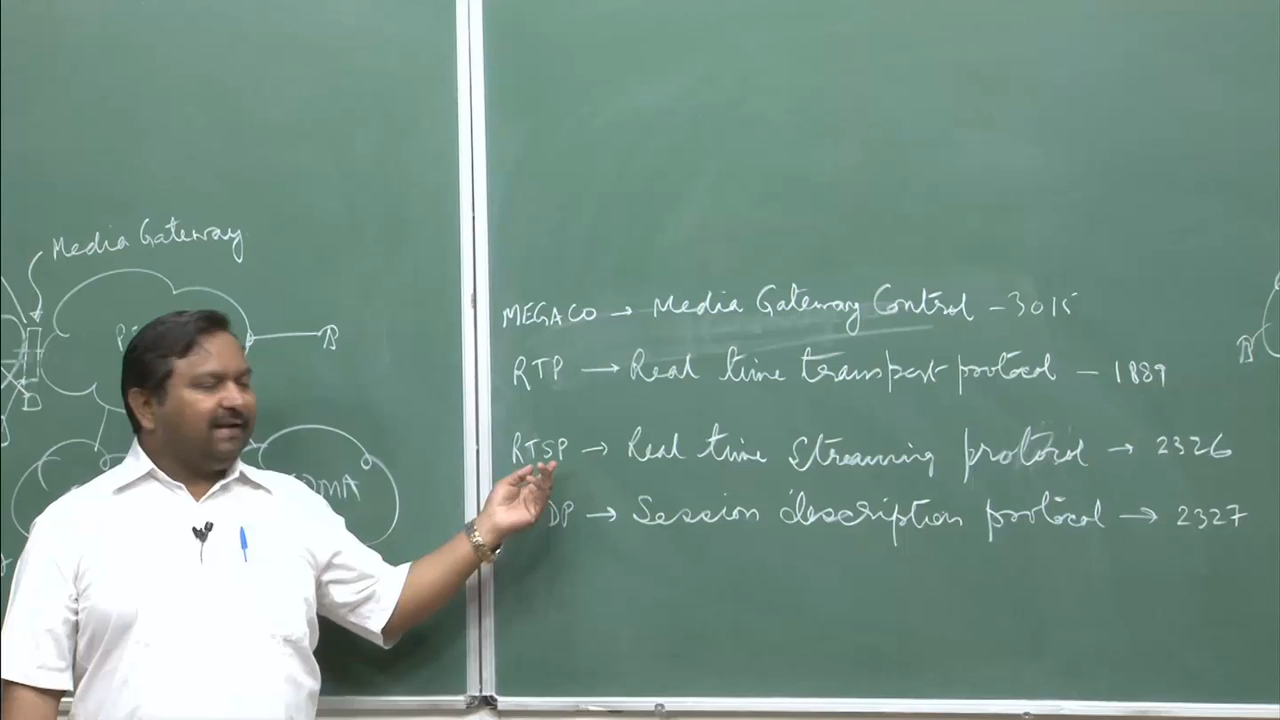 Media Gateway
MEGACO → Media Gateway Control - 3015
RTP → Real time transport protocol - 1889
RTSP → Real time streaming protocol → 2326
DP → Session description protocol → 2327